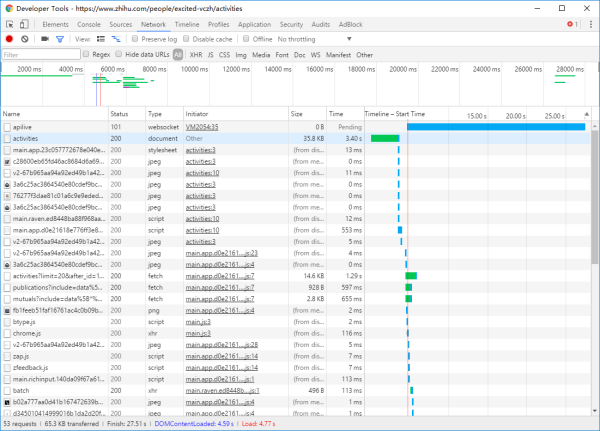 Developer Tools - https://www.zhihu.com/people/excited-vczh/activities
Elements Console Sources Network Timeline Profiles Application Security Audits AdBlock 1
View: Preserve log Disable cache Offline No throttling
Filter Regex Hide data URLs All XHR JS CSS Img Media Font Doc WS Manifest Other
2000 ms 4000 ms 6000 ms 8000 ms 10000 ms 12000 ms 14000 ms 16000 ms 18000 ms 20000 ms 22000 ms 24000 ms 26000 ms 28000 ms
Name Status Type Initiator Size Time Timeline – Start Time 15.00 s 25.00 s
apilive 101 websocket VM2054:35 0 B Pending
activities 200 document Other 35.8 KB 3.40 s
main.app.23c057772678e040e... 200 stylesheet activities:3 (from dis... 13 ms
c28600eb65fd46ac8684d6a69... 200 jpeg activities:3 (from me... 0 ms
v2-67b965aa94a92ed49b1a42... 200 jpeg activities:10 (from dis... 11 ms
3a6c25ac3864540e80cdef9bc... 200 jpeg activities:3 (from me... 0 ms
76277f3dae81c01a6c9e9eded... 200 jpeg activities:3 (from me... 0 ms
3a6c25ac3864540e80cdef9bc... 200 jpeg activities:3 (from me... 0 ms
main.raven.ed8448ba88f968aa... 200 script activities:10 (from dis... 12 ms
main.app.d0e21618e776ff3e8... 200 script activities:10 (from dis... 553 ms
v2-67b965aa94a92ed49b1a42... 200 jpeg activities:3 (from dis... 5 ms
v2-67b965aa94a92ed49b1a42... 200 jpeg main.app.d0e2161....js:23 (from dis... 4 ms
3a6c25ac3864540e80cdef9bc... 200 jpeg main.app.d0e2161....js:4 (from me... 0 ms
activities?limit=20&after_id=1... 200 fetch main.app.d0e2161....js:7 14.6 KB 1.29 s
publications?include=data%5... 200 fetch main.app.d0e2161....js:7 928 B 597 ms
mutuals?include=data%5B*%... 200 fetch main.app.d0e2161....js:7 2.8 KB 655 ms
fb1feeb51faf16761ac4c0b09b... 200 png main.app.d0e2161....js:4 (from me... 2 ms
btype.js 200 script main.js:3 (from dis... 2 ms
chrome.js 200 xhr main.js:3 (from dis... 116 ms
v2-67b965aa94a92ed49b1a42... 200 jpeg main.app.d0e2161....js:28 (from dis... 5 ms
zap.js 200 script main.app.d0e2161....js:14 (from dis... 7 ms
zfeedback.js 200 script main.app.d0e2161....js:14 (from dis... 7 ms
main.richinput.140da09f67a61... 200 script main.app.d0e2161....js:1 (from dis... 113 ms
batch 200 xhr main.raven.ed8448b....js:1 496 B 113 ms
b02a777aa0d41b167472639b... 200 jpeg main.app.d0e2161....js:4 (from me... 1 ms
d3450104149990​16b1da2d20f... 200 jpeg main.app.d0e2161....js:4 (from me... 0 ms
53 requests | 65.3 KB transferred | Finish: 27.51 s | DOMContentLoaded: 4.59 s | Load: 4.77 s